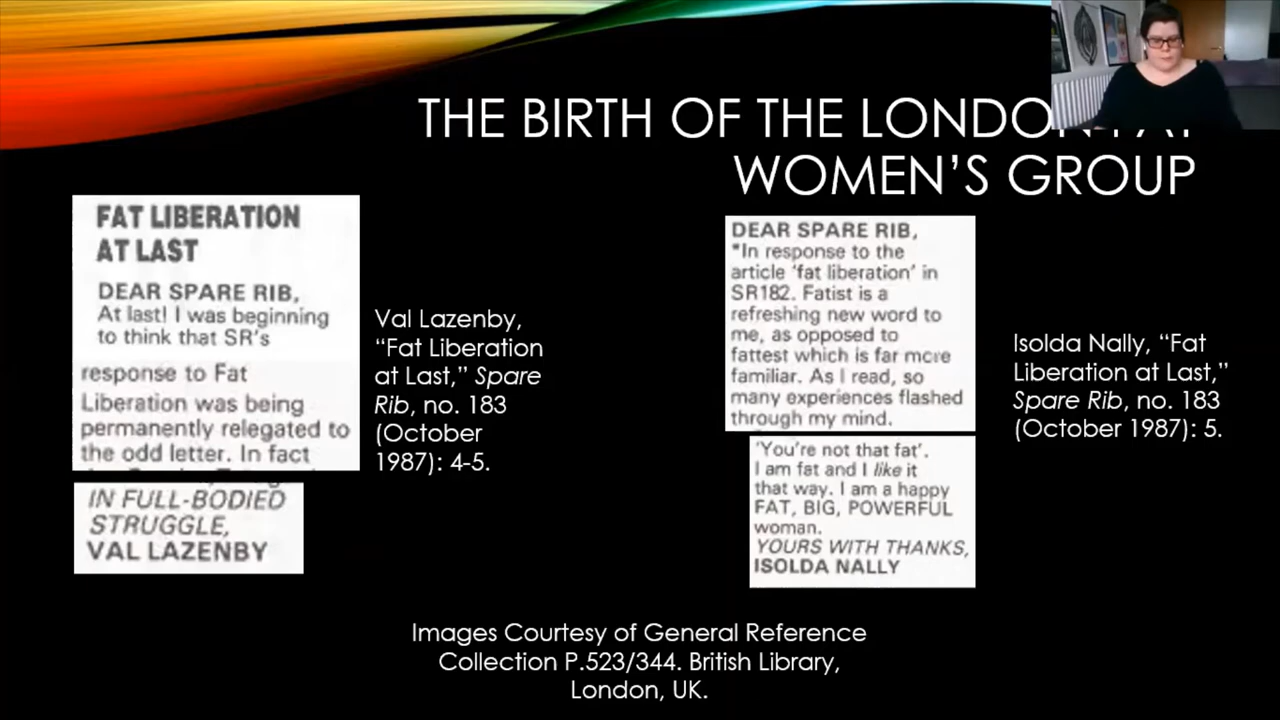 THE BIRTH OF THE LONDON FAT
WOMEN'S GROUP
FAT LIBERATION
AT LAST
DEAR SPARE RIB,
At last! I was beginning
to think that SR's
response to Fat
Liberation was being
permanently relegated to
the odd letter. In fact
IN FULL-BODIED
STRUGGLE,
VAL LAZENBY
Val Lazenby,
“Fat Liberation
at Last,” Spare
Rib, no. 183
(October
1987): 4-5.
DEAR SPARE RIB,
*In response to the
article 'fat liberation' in
SR182. Fatist is a
refreshing new word to
me, as opposed to
fattest which is far more
familiar. As I read, so
many experiences flashed
through my mind.
'You're not that fat'.
I am fat and I like it
that way. I am a happy
FAT, BIG, POWERFUL
woman.
YOURS WITH THANKS,
ISOLDA NALLY
Isolda Nally, “Fat
Liberation at Last,”
Spare Rib, no. 183
(October 1987): 5.
Images Courtesy of General Reference
Collection P.523/344. British Library,
London, UK.